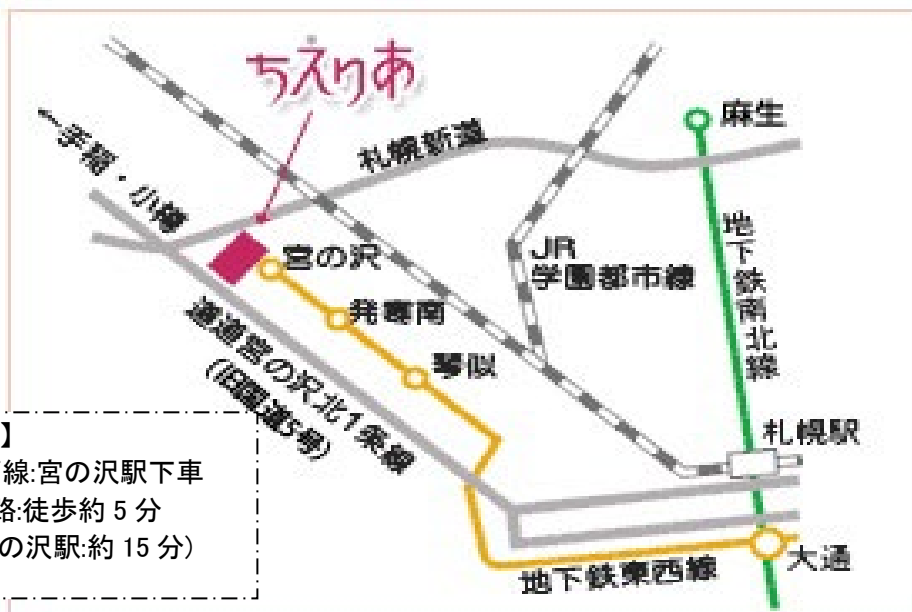 ちえりあ
麻生
札幌新道
←手稲・小樽
宮の沢
JR
学園都市線
地下鉄南北線
発寒南
琴似
道道宮の沢北1条線
(旧国道5号)
札幌駅
】
線:宮の沢駅下車
路:徒歩約5分
の沢駅:約15分)
大通
地下鉄東西線